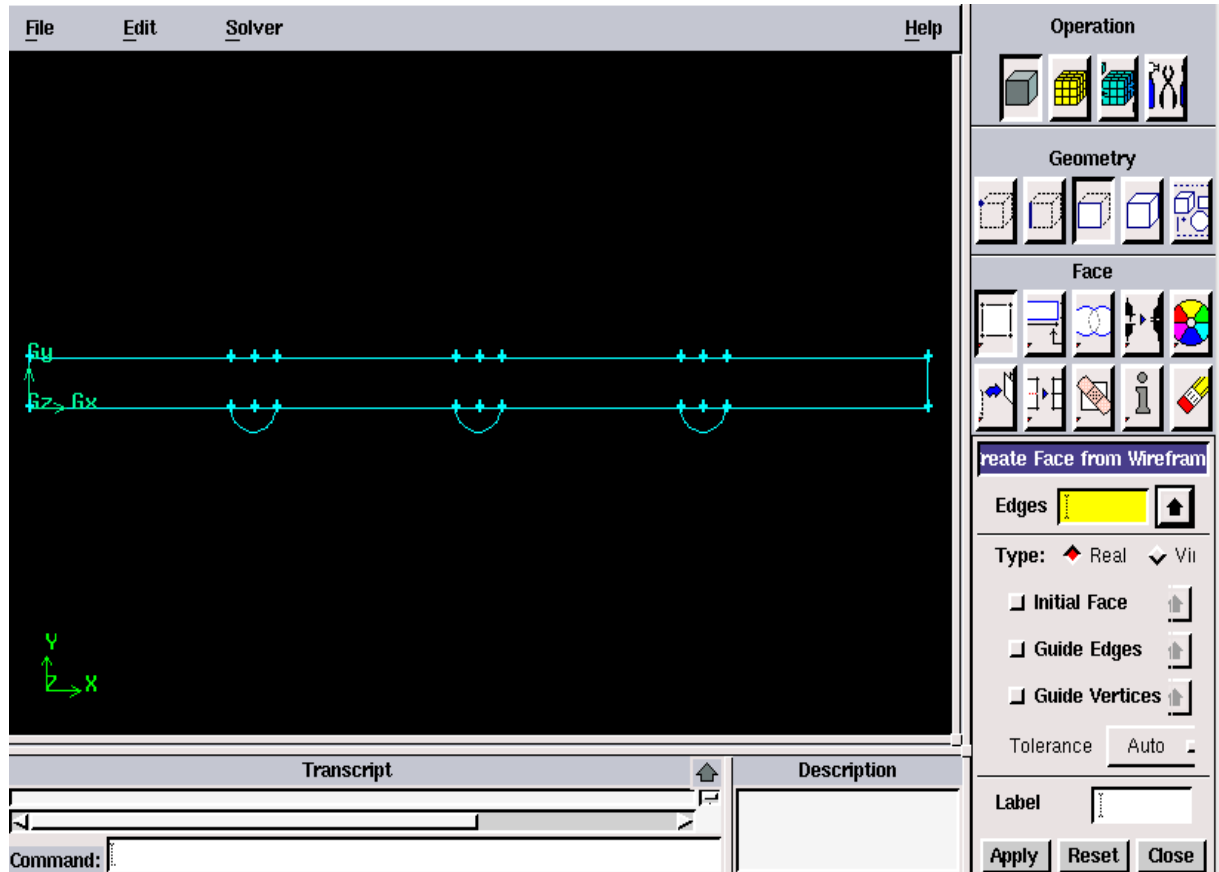 File Edit Solver Help
Operation
Geometry
Face
Gy
Gz Gx
Y
Z X
reate Face from Wirefram
Edges
Type: Real Vii
Initial Face
Guide Edges
Guide Vertices
Tolerance Auto
Label
Apply Reset Close
Transcript Description
Command: